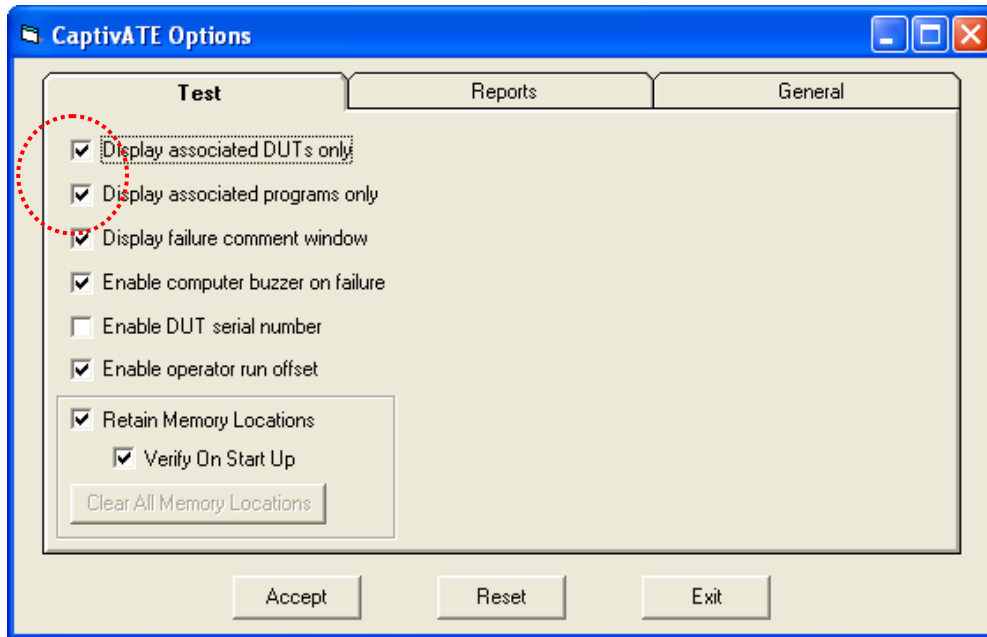 CaptivATE Options
Test Reports General
Display associated DUTs only
Display associated programs only
Display failure comment window
Enable computer buzzer on failure
Enable DUT serial number
Enable operator run offset
Retain Memory Locations
Verify On Start Up
Clear All Memory Locations
Accept Reset Exit